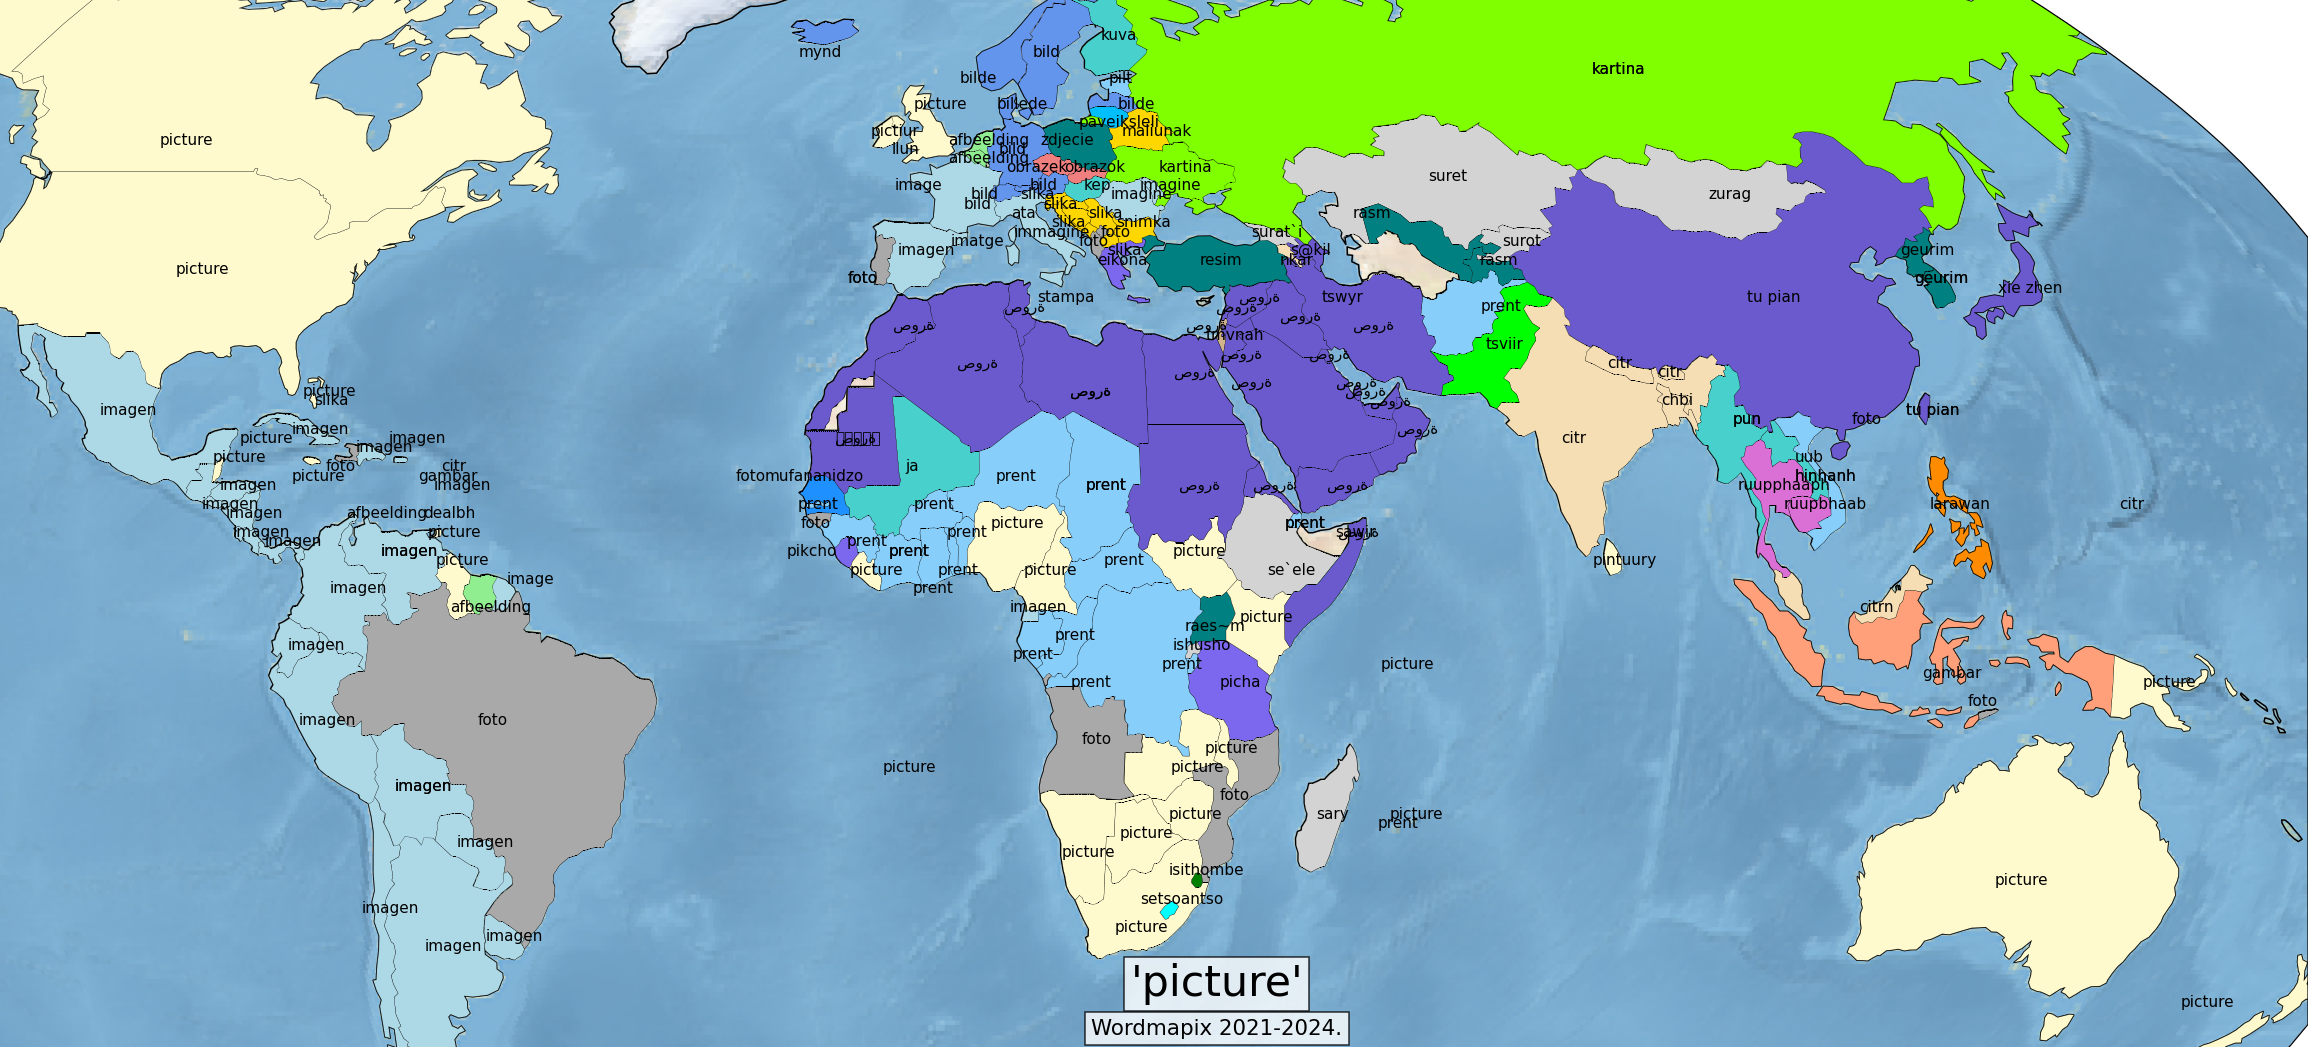 mynd
bild
kuva
kartina
bilde
pilt
picture
billede
bilde
paveiksleli
maliunak
picture
pictiur
llun
afbeelding
bild
zdjecie
afbeelding
obrazek
obrazok
kartina
suret
zurag
image
bild
bild
slika
kep
imagine
imagine
bild
ata
slika
slika
slika
snimka
immagine
foto
foto
slika
eikona
surat`i
s@kil
nkar
rasm
surot
rasm
imatge
imagen
foto
resim
geurim
geurim
xie zhen
tu pian
picture
stampa
tswyr
prent
tsviir
صورة
صورة
صورة
صورة
صورة
صورة
صورة
صورة
صورة
صورة
tmvnah
صورة
صورة
صورة
صورة
صورة
صورة
صورة
صورة
صورة
صورة
صورة
صورة
صورة
citr
citr
chbi
citr
pun
foto
tu pian
uub
hinhanh
ruupphaaph
ruupbhaab
larawan
citr
pintuury
citrn
gambar
foto
picture
picture
slika
imagen
imagen
picture
imagen
imagen
picture
picture
foto
citr
gambar
imagen
imagen
imagen
imagen
imagen
imagen
afbeelding
dealbh
picture
imagen
picture
image
imagen
afbeelding
imagen
imagen
foto
imagen
imagen
imagen
imagen
imagen
fotomufananidzo
ja
prent
prent
prent
prent
foto
pikcho
prent
prent
prent
picture
prent
prent
picture
picture
prent
picture
prent
sawir
se`ele
imagen
prent
prent
prent
raes~m
picture
ishusho
prent
picha
picture
foto
picture
picture
picture
foto
picture
picture
picture
sary
picture
prent
isithombe
setsoantso
picture
picture
picture
'picture'
Wordmapix 2021-2024.